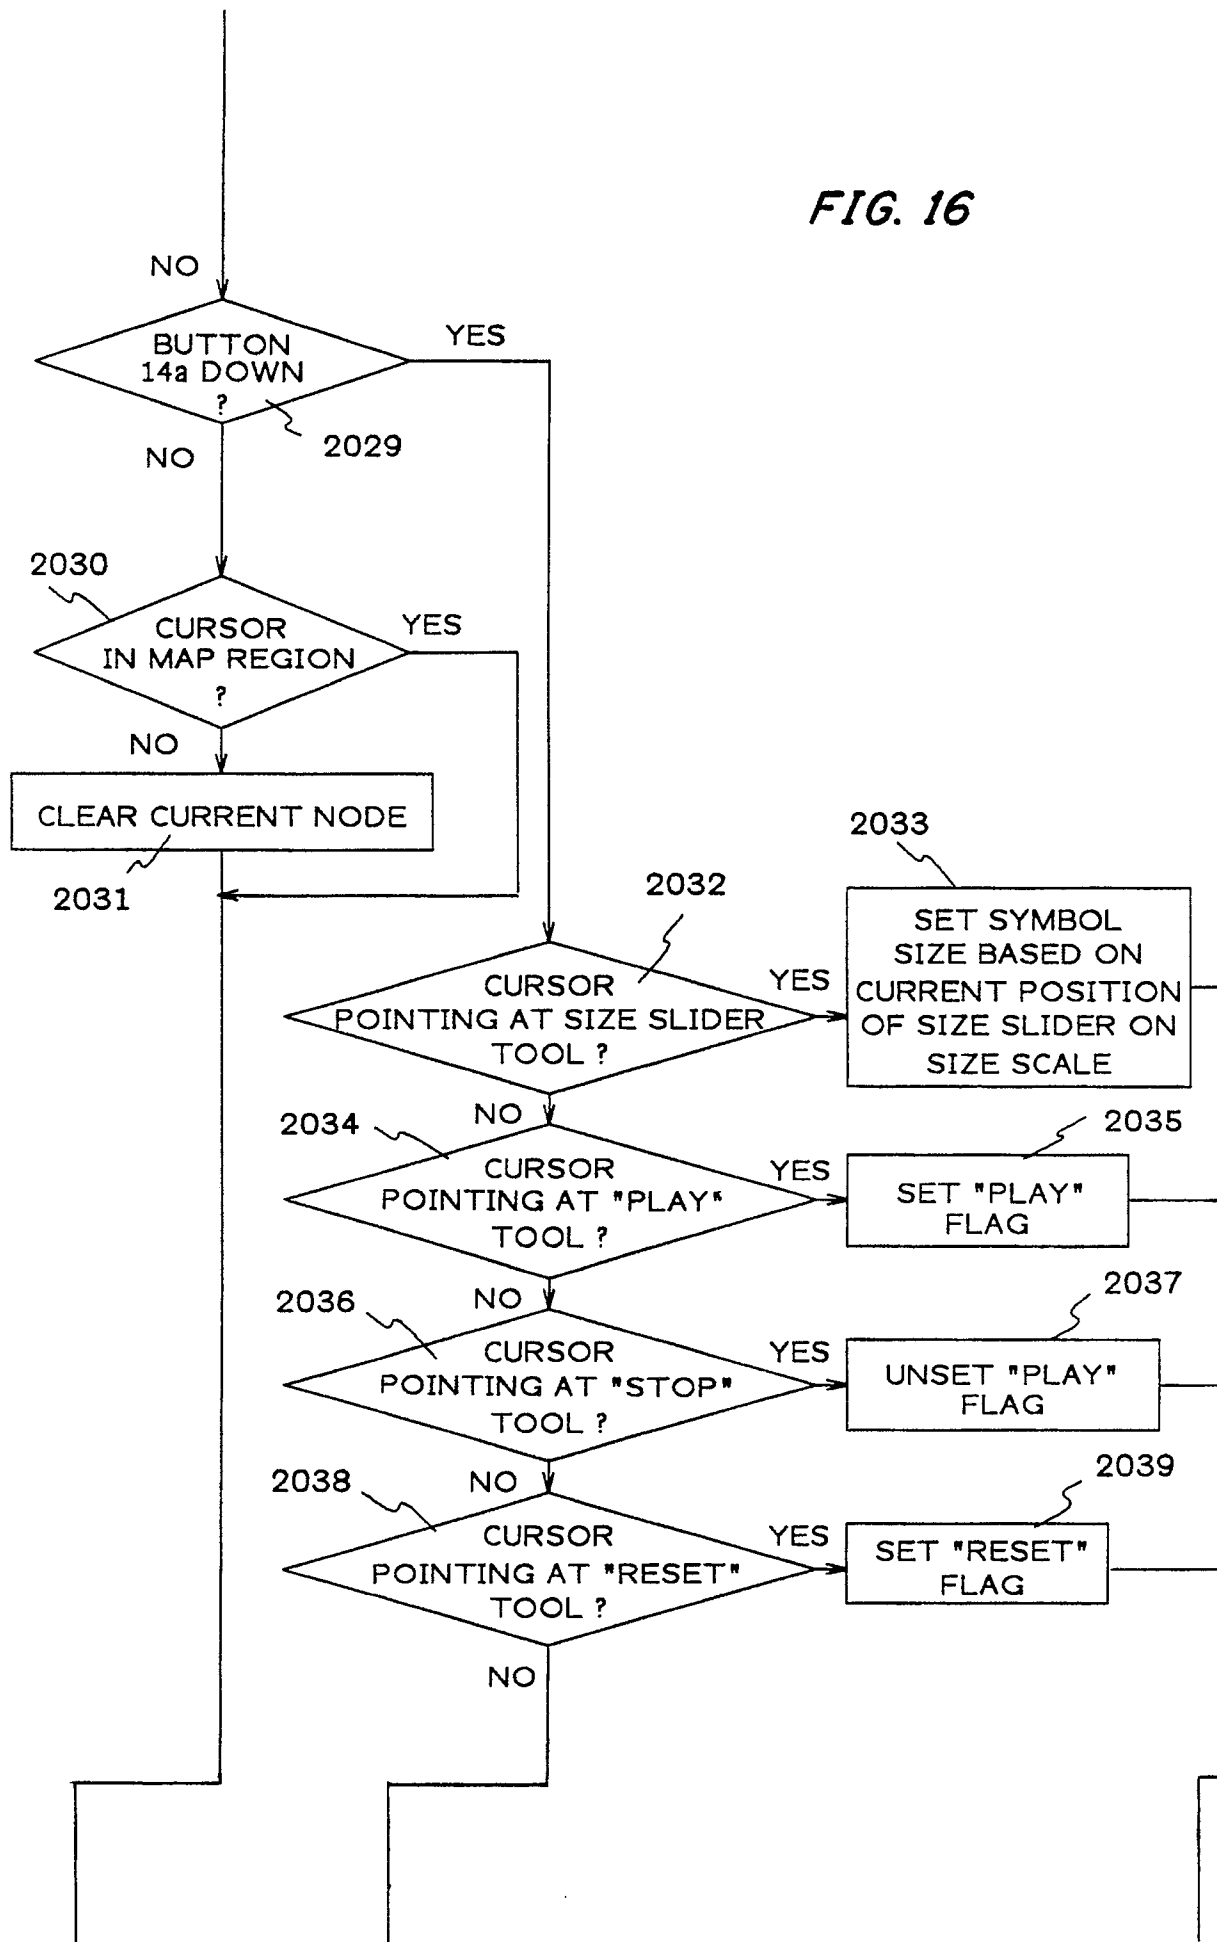 FIG. 16
NO
BUTTON
14a DOWN
?
YES
2029
NO
2030
CURSOR
IN MAP REGION
?
YES
NO
CLEAR CURRENT NODE
2031
2032
CURSOR
POINTING AT SIZE SLIDER
TOOL ?
YES
2033
SET SYMBOL
SIZE BASED ON
CURRENT POSITION
OF SIZE SLIDER ON
SIZE SCALE
NO
2034
CURSOR
POINTING AT "PLAY"
TOOL ?
YES
2035
SET "PLAY"
FLAG
NO
2036
CURSOR
POINTING AT "STOP"
TOOL ?
YES
2037
UNSET "PLAY"
FLAG
NO
2038
CURSOR
POINTING AT "RESET"
TOOL ?
YES
2039
SET "RESET"
FLAG
NO